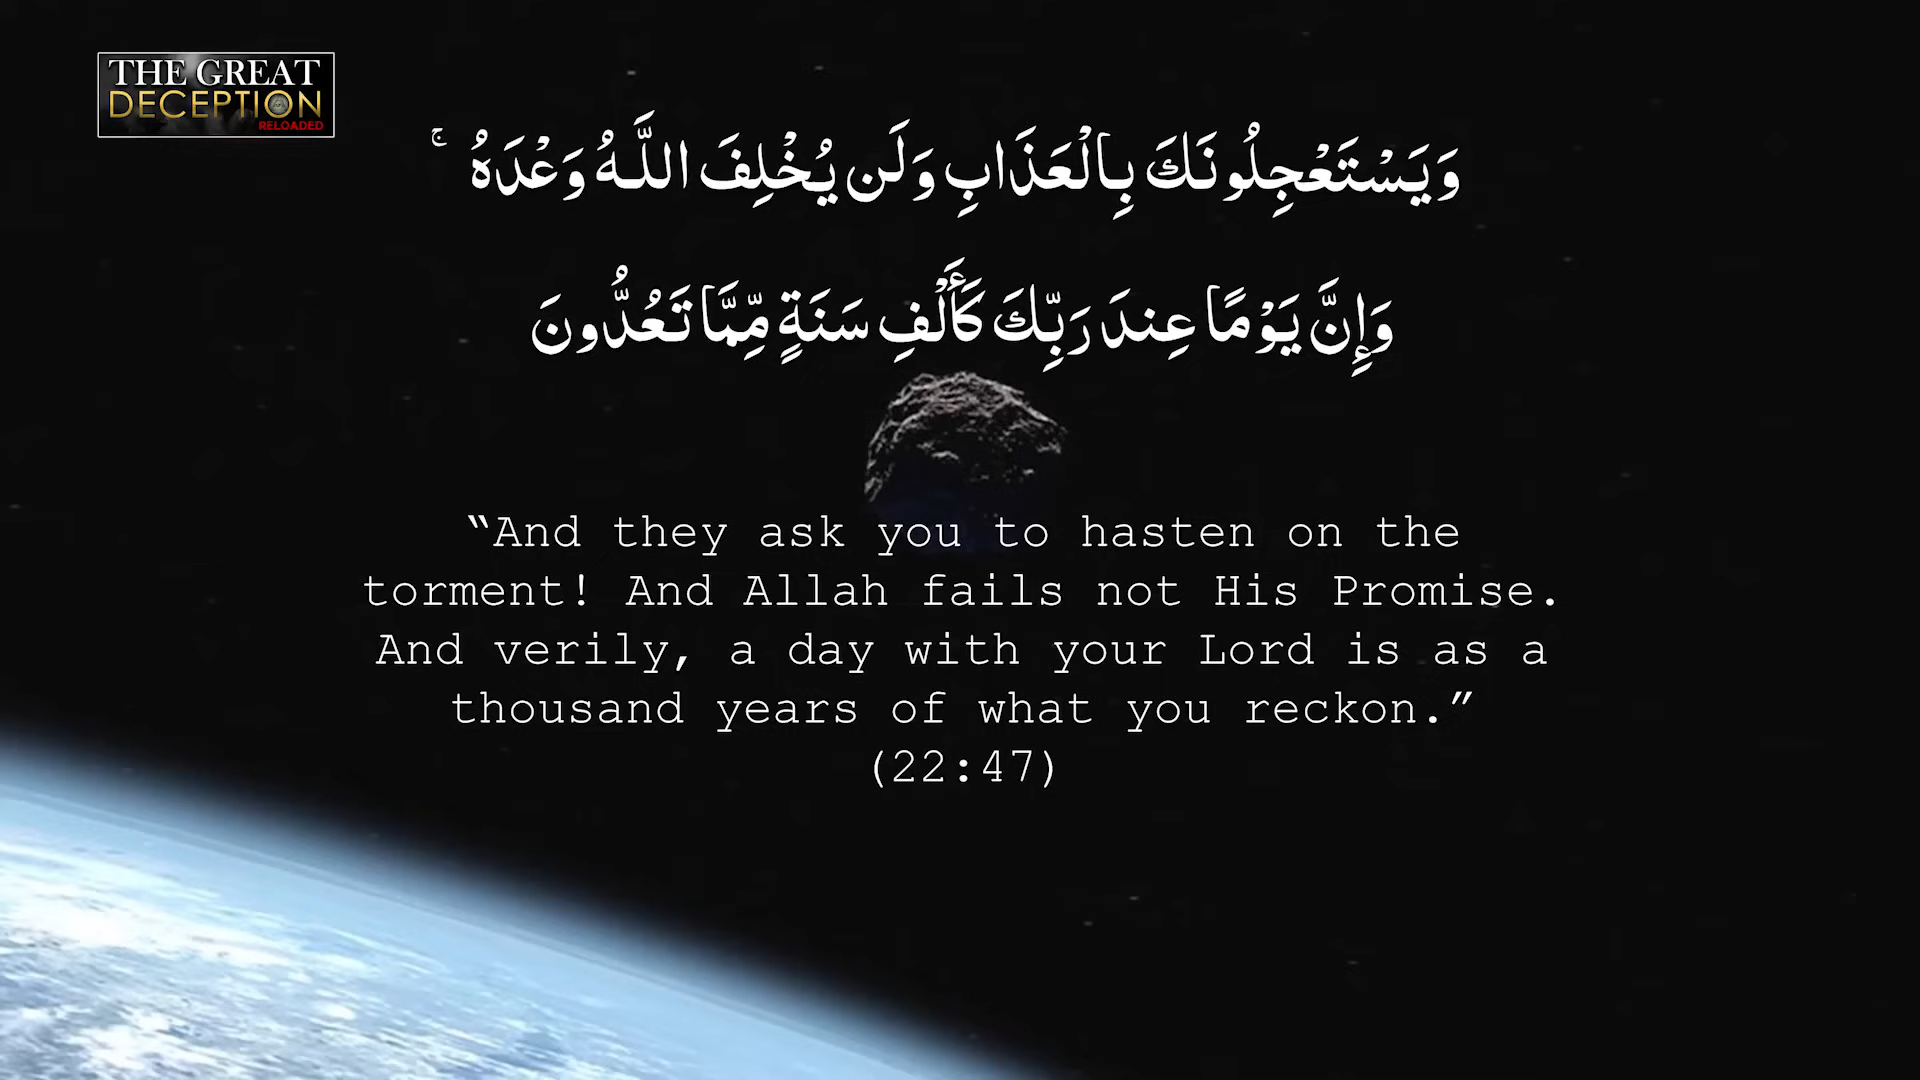 THE GREAT
DECEPTION
RELOADED
وَيَسْتَعْجِلُونَكَ بِالْعَذَابِ وَلَن يُخْلِفَ اللَّـهُ وَعْدَهُ ۚ
وَإِنَّ يَوْمًا عِندَ رَبِّكَ كَأَلْفِ سَنَةٍ مِّمَّا تَعُدُّونَ
“And they ask you to hasten on the
torment! And Allah fails not His Promise.
And verily, a day with your Lord is as a
thousand years of what you reckon.”
(22:47)